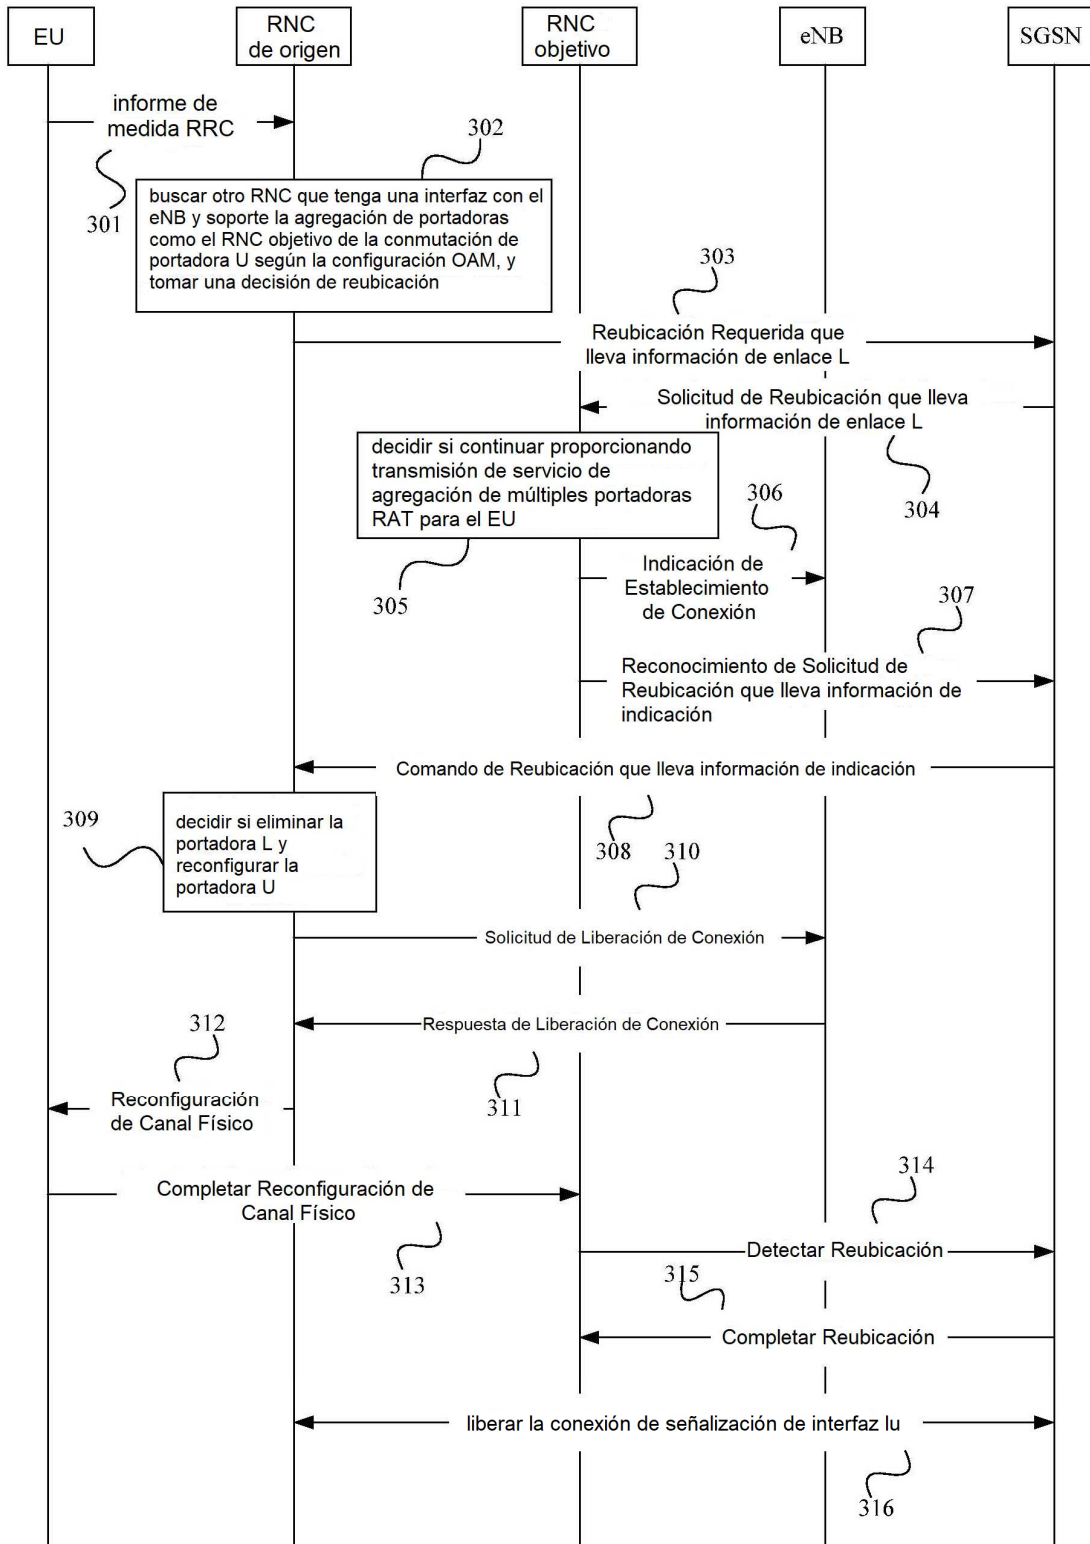 EU
RNC
de origen
RNC
objetivo
eNB
SGSN
informe de
medida RRC
301
302
buscar otro RNC que tenga una interfaz con el
eNB y soporte la agregación de portadoras
como el RNC objetivo de la conmutación de
portadora U según la configuración OAM, y
tomar una decisión de reubicación
303
Reubicación Requerida que
lleva información de enlace L
Solicitud de Reubicación que lleva
información de enlace L
304
decidir si continuar proporcionando
transmisión de servicio de
agregación de múltiples portadoras
RAT para el EU
305
306
Indicación de
Establecimiento
de Conexión
307
Reconocimiento de Solicitud de
Reubicación que lleva información de
indicación
Comando de Reubicación que lleva información de indicación
308
309
decidir si eliminar la
portadora L y
reconfigurar la
portadora U
310
Solicitud de Liberación de Conexión
Respuesta de Liberación de Conexión
311
312
Reconfiguración
de Canal Físico
Completar Reconfiguración de
Canal Físico
313
314
Detectar Reubicación
315
Completar Reubicación
liberar la conexión de señalización de interfaz lu
316